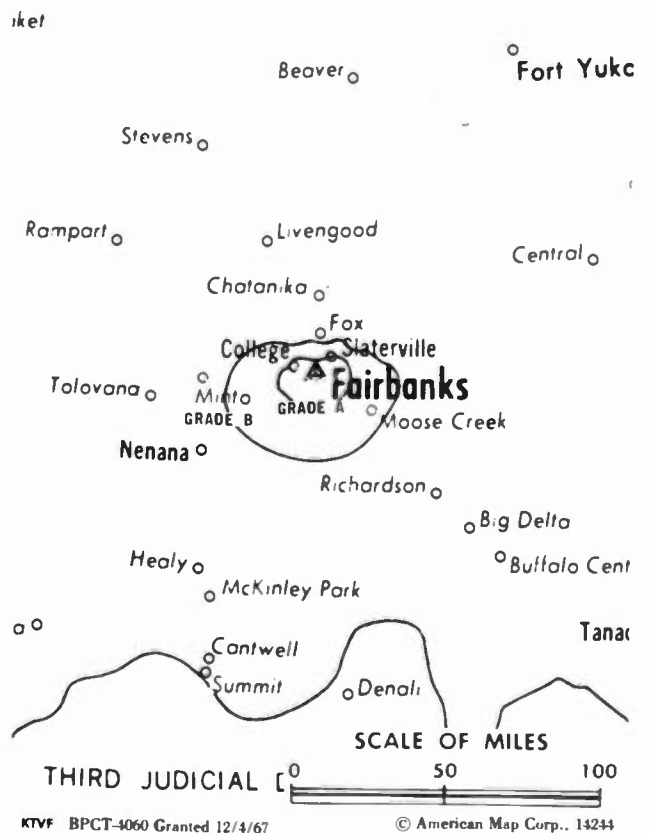 Beaver
Fort Yukc
Stevens
Rampart
Livengood
Central
Chatanika
Fox
College
Slaterville
Fairbanks
Tolovana
Minto
GRADE A
GRADE B
Moose Creek
Nenana
Richardson
Big Delta
Healy
Buffalo Cent
McKinley Park
Cantwell
Summit
Denali
SCALE OF MILES
THIRD JUDICIAL
0 50 100
KTVF BPCT-4060 Granted 12/4/67
© American Map Corp., 14244